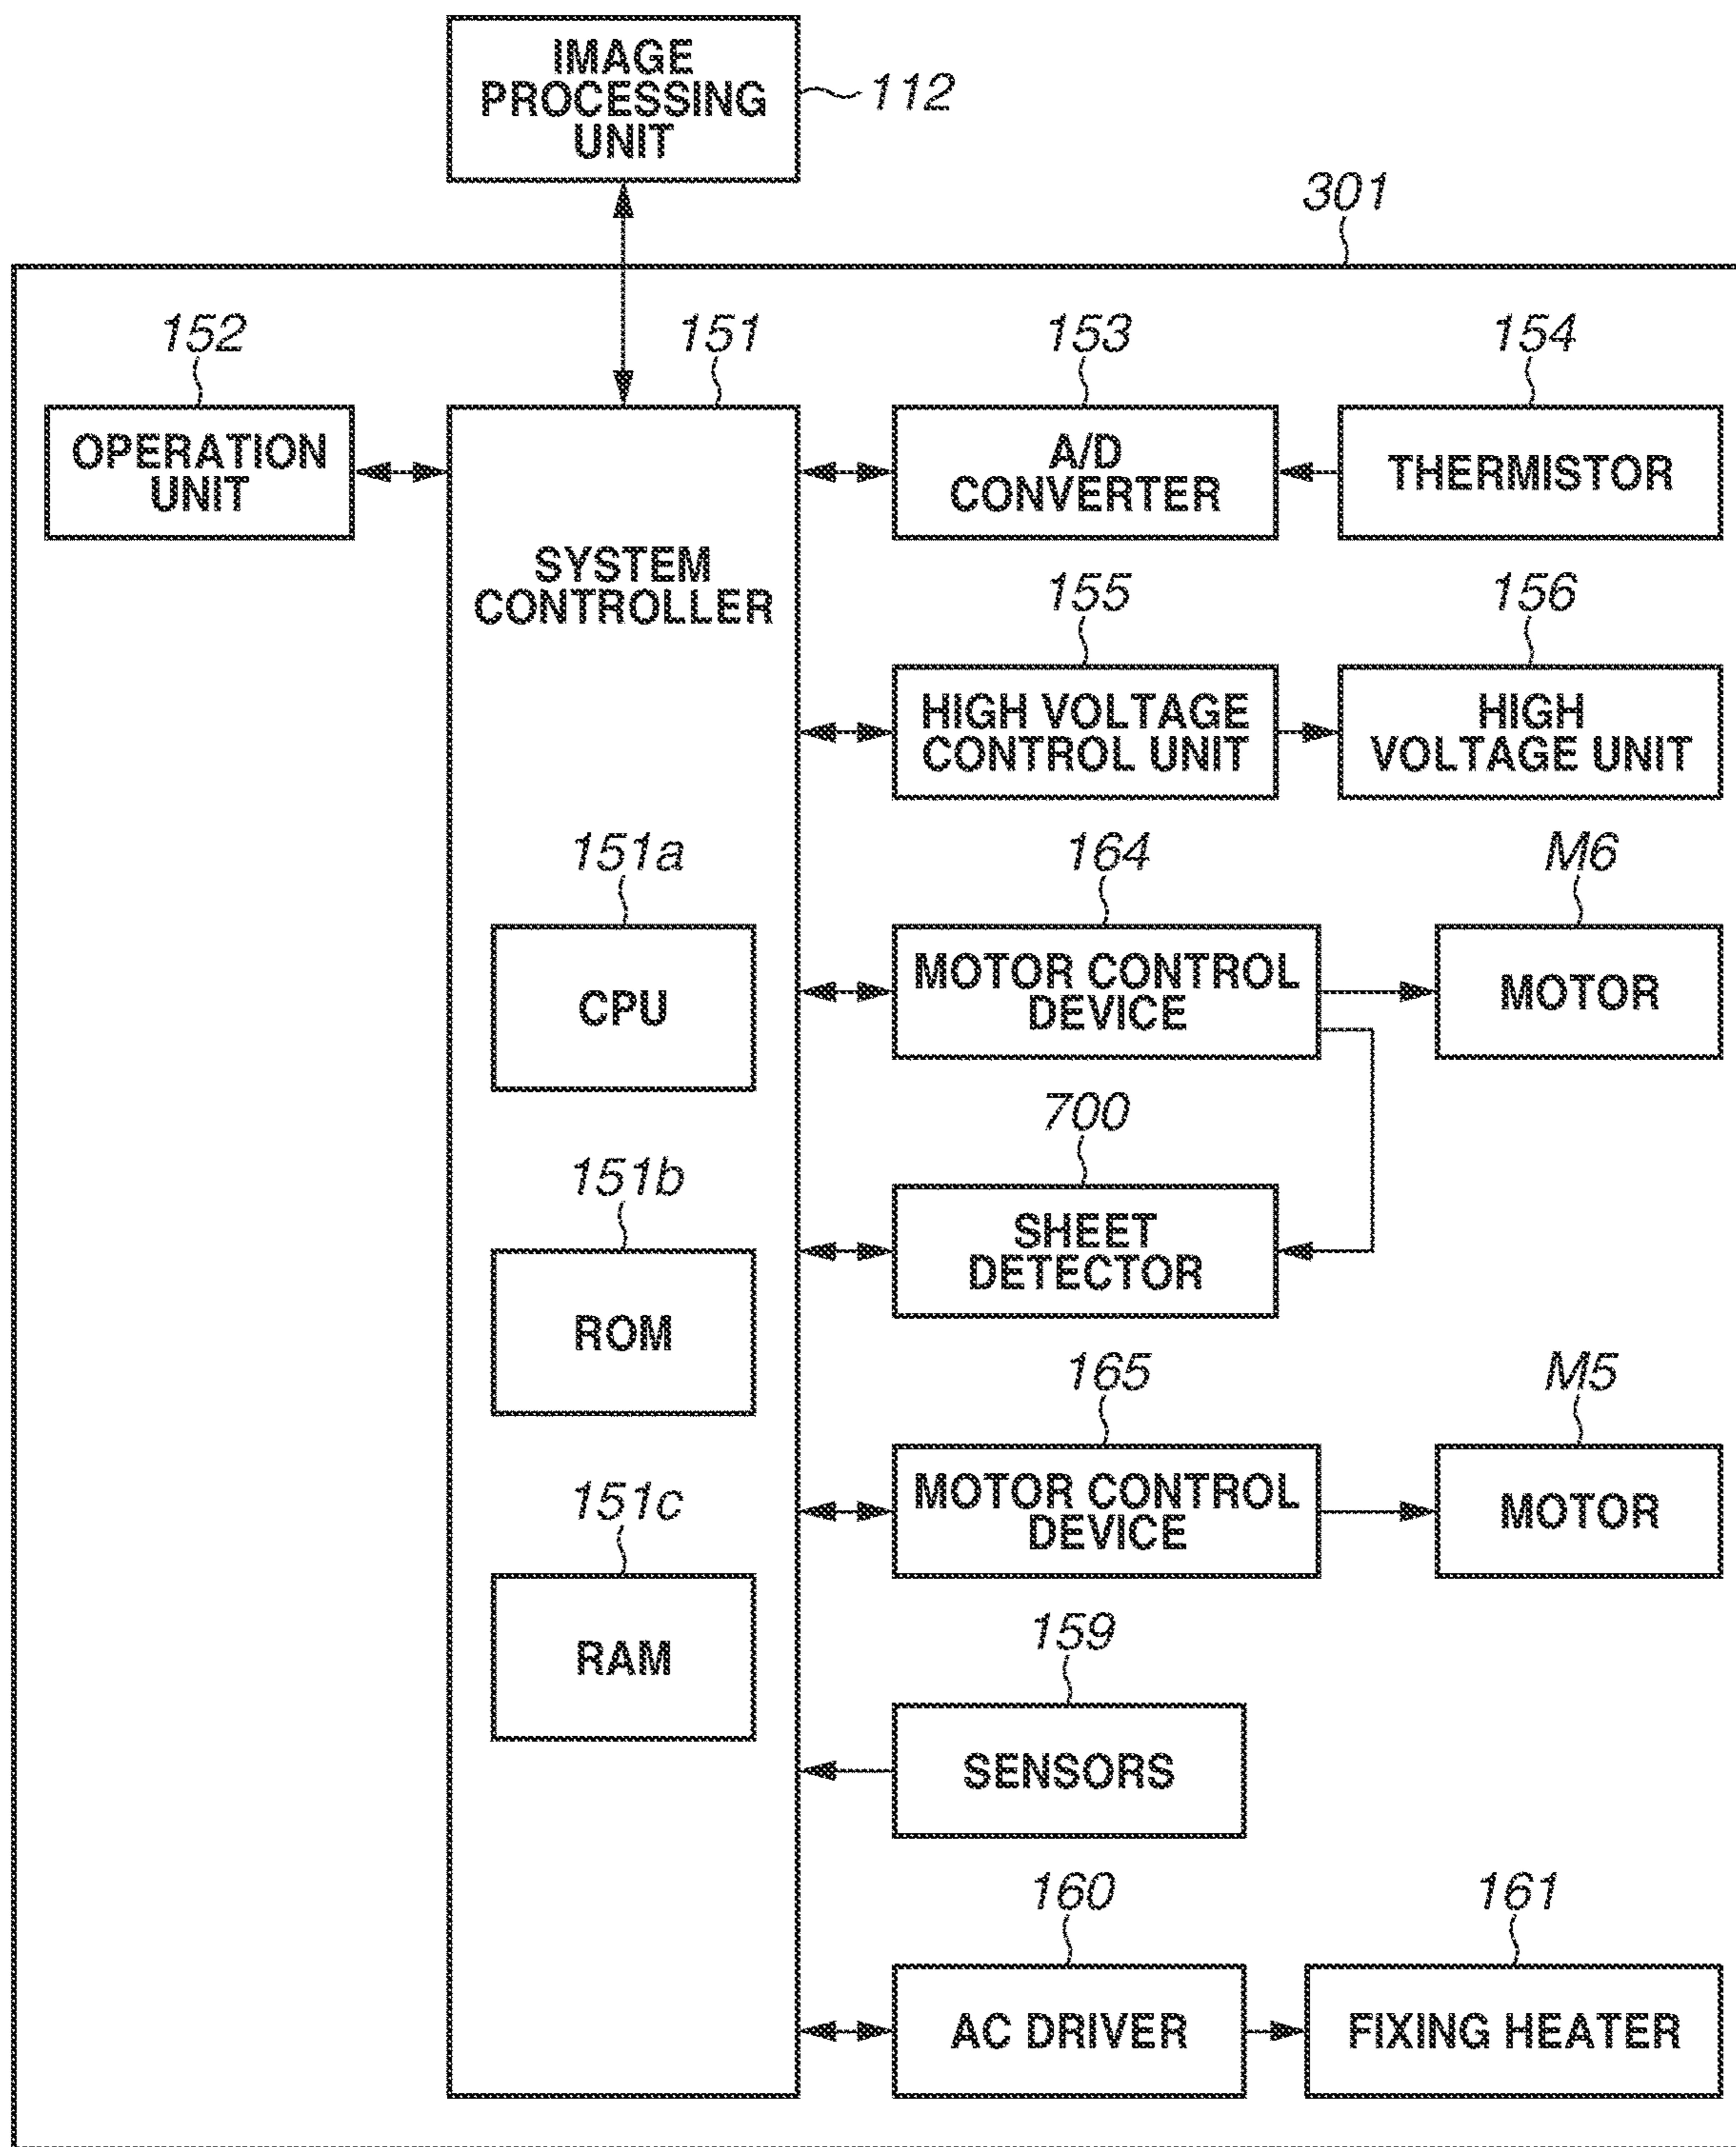 IMAGE
PROCESSING
UNIT
112
301
152
151
153
154
OPERATION
UNIT
A/D
CONVERTER
THERMISTOR
SYSTEM
CONTROLLER
155
156
HIGH VOLTAGE
CONTROL UNIT
HIGH
VOLTAGE UNIT
151a
164
M6
CPU
MOTOR CONTROL
DEVICE
MOTOR
700
151b
SHEET
DETECTOR
ROM
165
M5
151c
MOTOR CONTROL
DEVICE
MOTOR
RAM
159
SENSORS
160
161
AC DRIVER
FIXING HEATER